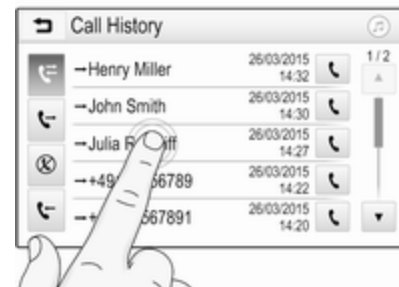 Call History
1/2
→Henry Miller 26/03/2015 14:32
→John Smith 26/03/2015 14:30
→Julia 26/03/2015 14:27
26/03/2015 14:22
26/03/2015 14:20